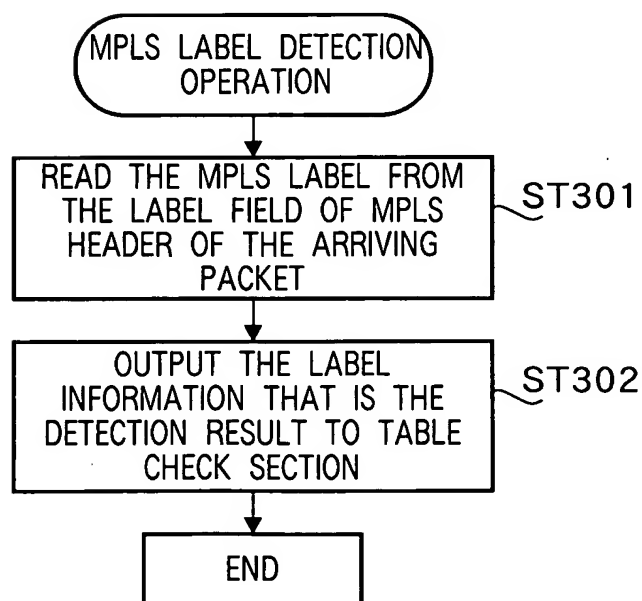 MPLS LABEL DETECTION
OPERATION
READ THE MPLS LABEL FROM
THE LABEL FIELD OF MPLS
HEADER OF THE ARRIVING
PACKET
ST301
OUTPUT THE LABEL
INFORMATION THAT IS THE
DETECTION RESULT TO TABLE
CHECK SECTION
ST302
END